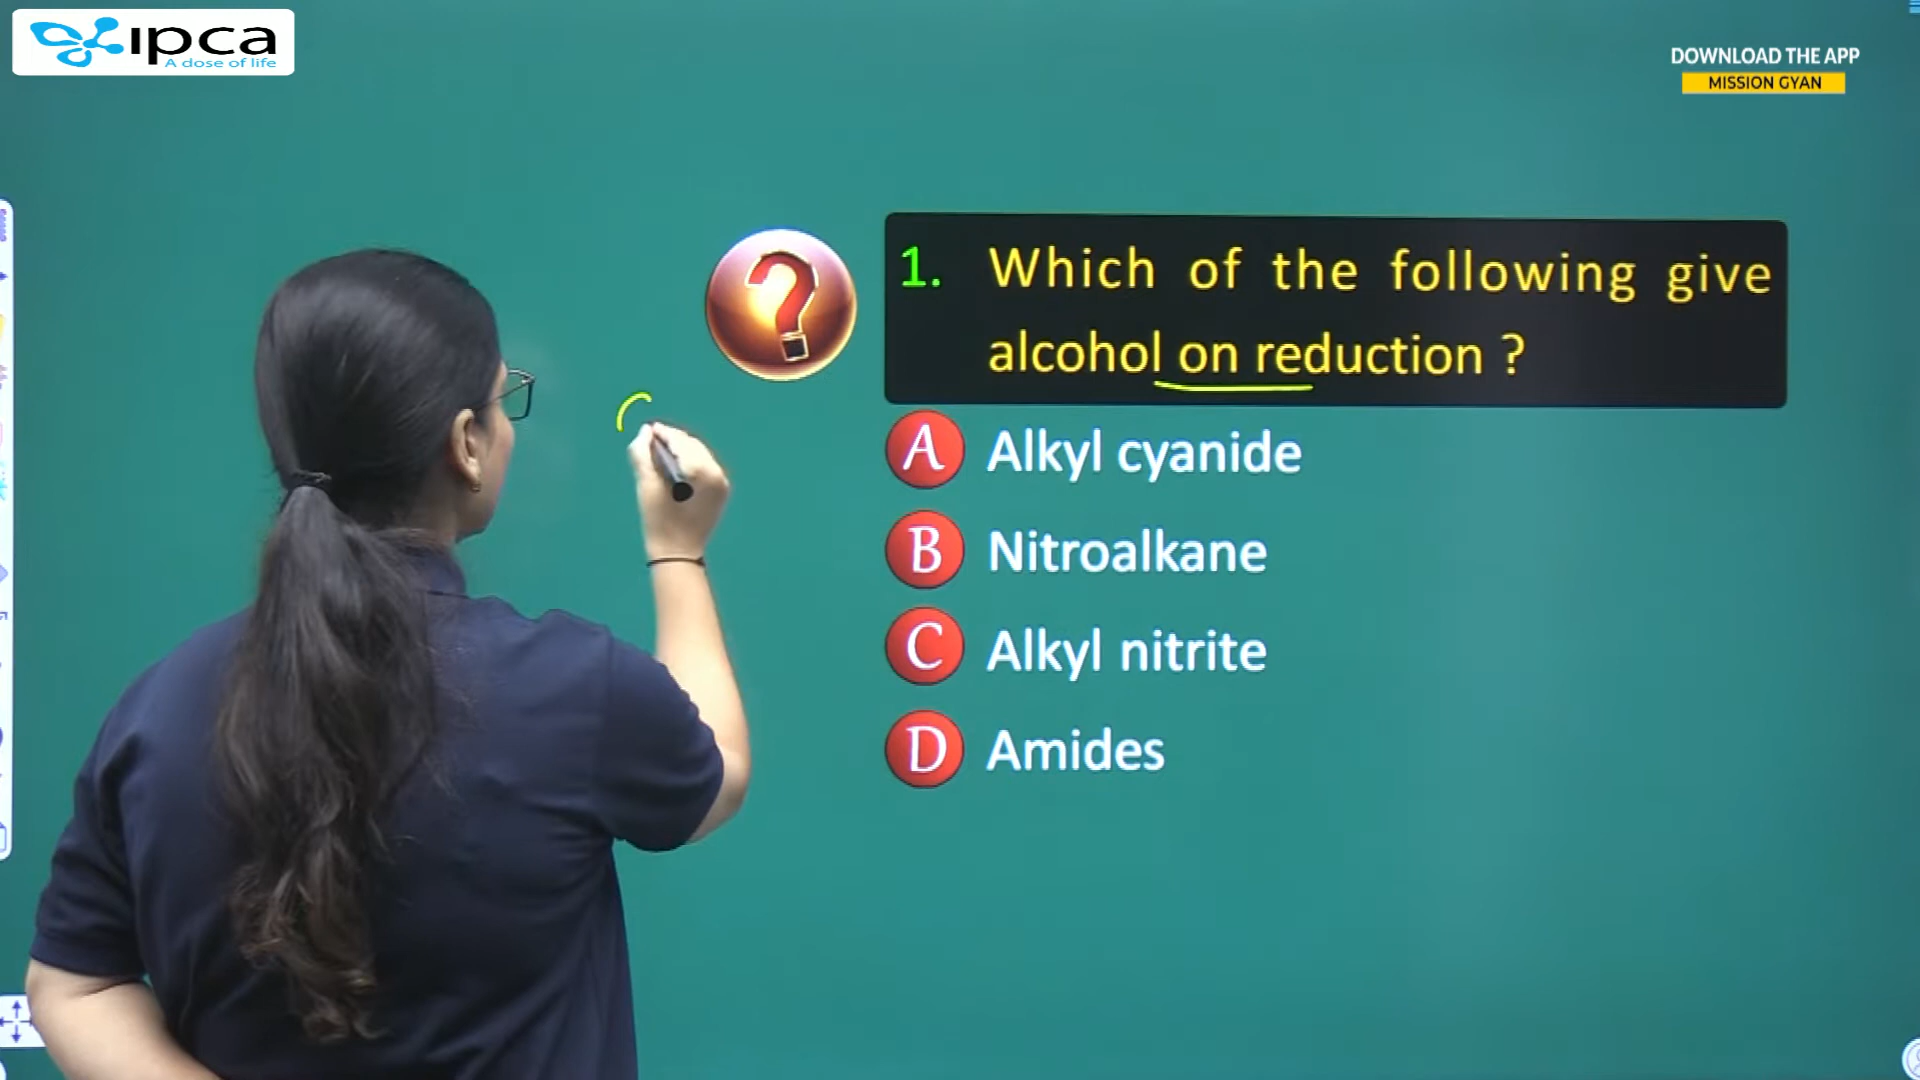 ipca
A dose of life
DOWNLOAD THE APP
MISSION GYAN
1. Which of the following give
alcohol on reduction ?
A Alkyl cyanide
B Nitroalkane
C Alkyl nitrite
D Amides